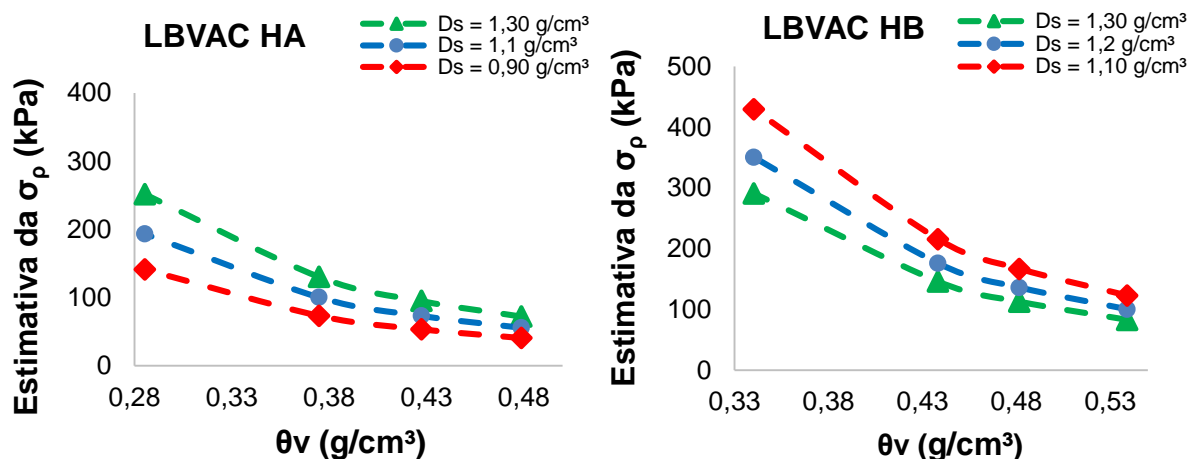 LBVAC HA
Ds = 1,30 g/cm³
Ds = 1,1 g/cm³
Ds = 0,90 g/cm³
Estimativa da σρ (kPa)
400
300
200
100
0
0,28 0,33 0,38 0,43 0,48
θv (g/cm³)
LBVAC HB
Ds = 1,30 g/cm³
Ds = 1,2 g/cm³
Ds = 1,10 g/cm³
Estimativa da σρ (kPa)
500
400
300
200
100
0
0,33 0,38 0,43 0,48 0,53
θv (g/cm³)